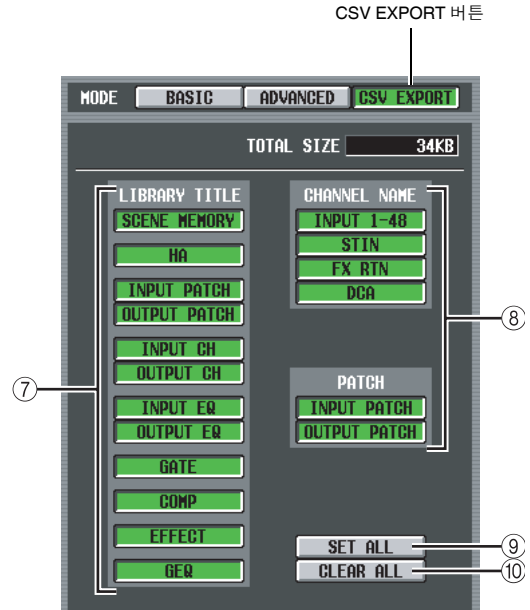 CSV EXPORT 버튼
MODE BASIC ADVANCED CSV EXPORT
TOTAL SIZE 34KB
LIBRARY TITLE
SCENE MEMORY
HA
INPUT PATCH
OUTPUT PATCH
INPUT CH
OUTPUT CH
INPUT EQ
OUTPUT EQ
GATE
COMP
EFFECT
GEQ
⑦
CHANNEL NAME
INPUT 1-48
STIN
FX RTN
DCA
PATCH
INPUT PATCH
OUTPUT PATCH
⑧
SET ALL ⑨
CLEAR ALL ⑩